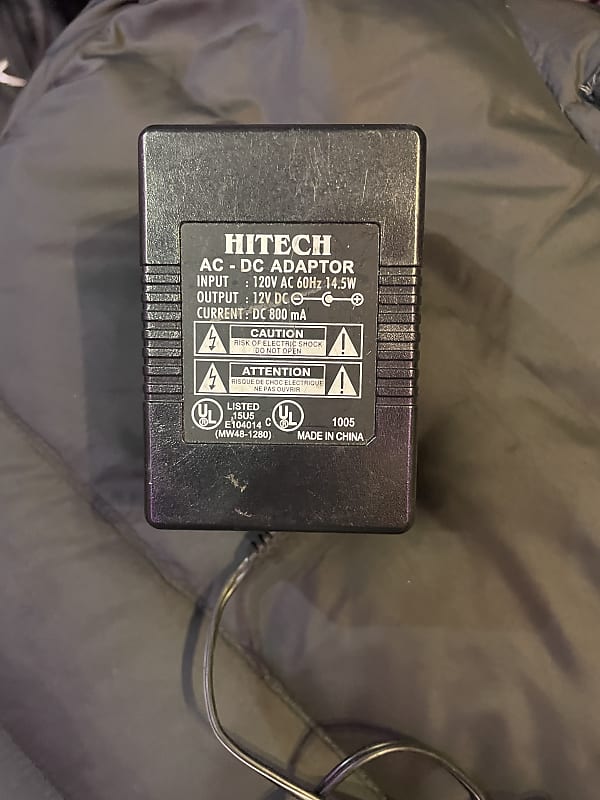 HITECH
AC - DC ADAPTOR
INPUT : 120V AC 60Hz 14.5W
OUTPUT : 12V DC
CURRENT : DC 800 mA
CAUTION
RISK OF ELECTRIC SHOCK
DO NOT OPEN
ATTENTION
RISQUE DE CHOC ELECTRIQUE
NE PAS OUVRIR
UL LISTED C UL 1005
15U5
E104014
(MW48-1280) MADE IN CHINA